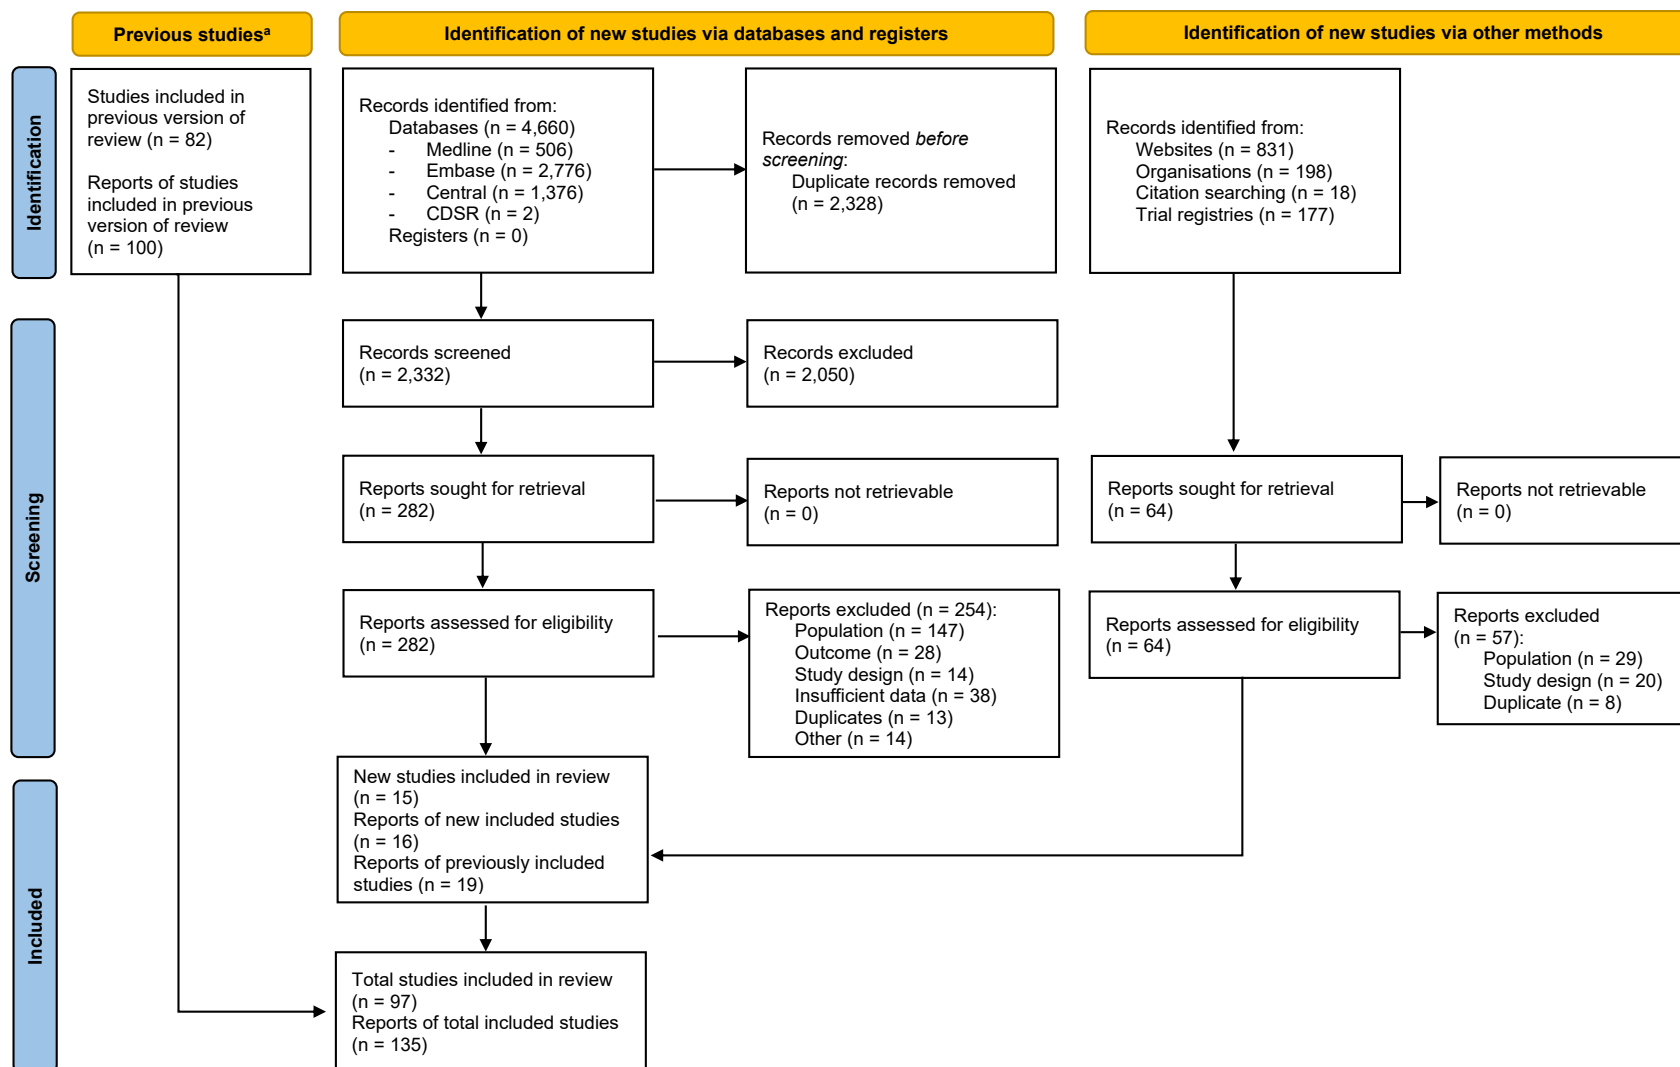 Previous studiesᵃ
Identification of new studies via databases and registers
Identification of new studies via other methods
Identification
Studies included in
previous version of
review (n = 82)
Reports of studies
included in previous
version of review
(n = 100)
Records identified from:
Databases (n = 4,660)
- Medline (n = 506)
- Embase (n = 2,776)
- Central (n = 1,376)
- CDSR (n = 2)
Registers (n = 0)
Records removed before
screening:
Duplicate records removed
(n = 2,328)
Records identified from:
Websites (n = 831)
Organisations (n = 198)
Citation searching (n = 18)
Trial registries (n = 177)
Screening
Records screened
(n = 2,332)
Records excluded
(n = 2,050)
Reports sought for retrieval
(n = 282)
Reports not retrievable
(n = 0)
Reports sought for retrieval
(n = 64)
Reports not retrievable
(n = 0)
Reports assessed for eligibility
(n = 282)
Reports excluded (n = 254):
Population (n = 147)
Outcome (n = 28)
Study design (n = 14)
Insufficient data (n = 38)
Duplicates (n = 13)
Other (n = 14)
Reports assessed for eligibility
(n = 64)
Reports excluded
(n = 57):
Population (n = 29)
Study design (n = 20)
Duplicate (n = 8)
Included
New studies included in review
(n = 15)
Reports of new included studies
(n = 16)
Reports of previously included
studies (n = 19)
Total studies included in review
(n = 97)
Reports of total included studies
(n = 135)